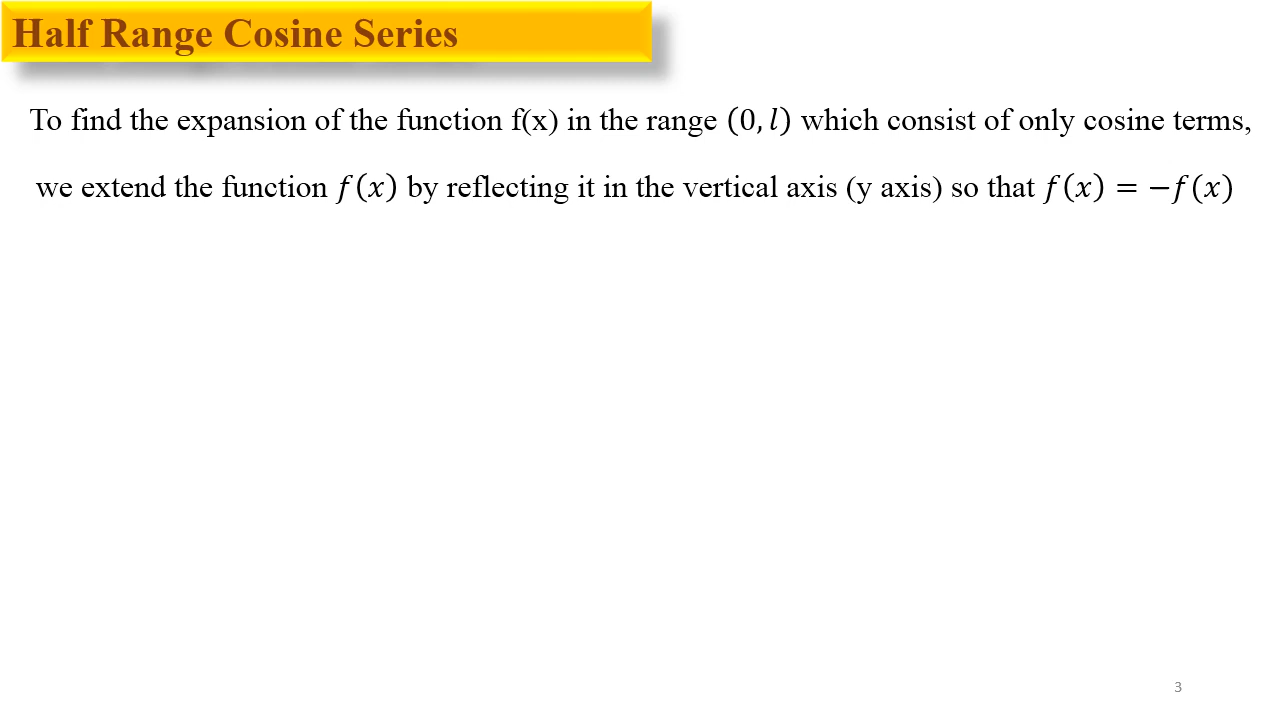 Half Range Cosine Series
To find the expansion of the function f(x) in the range (0, l) which consist of only cosine terms,
we extend the function f(x) by reflecting it in the vertical axis (y axis) so that f(x) = −f(x)
3